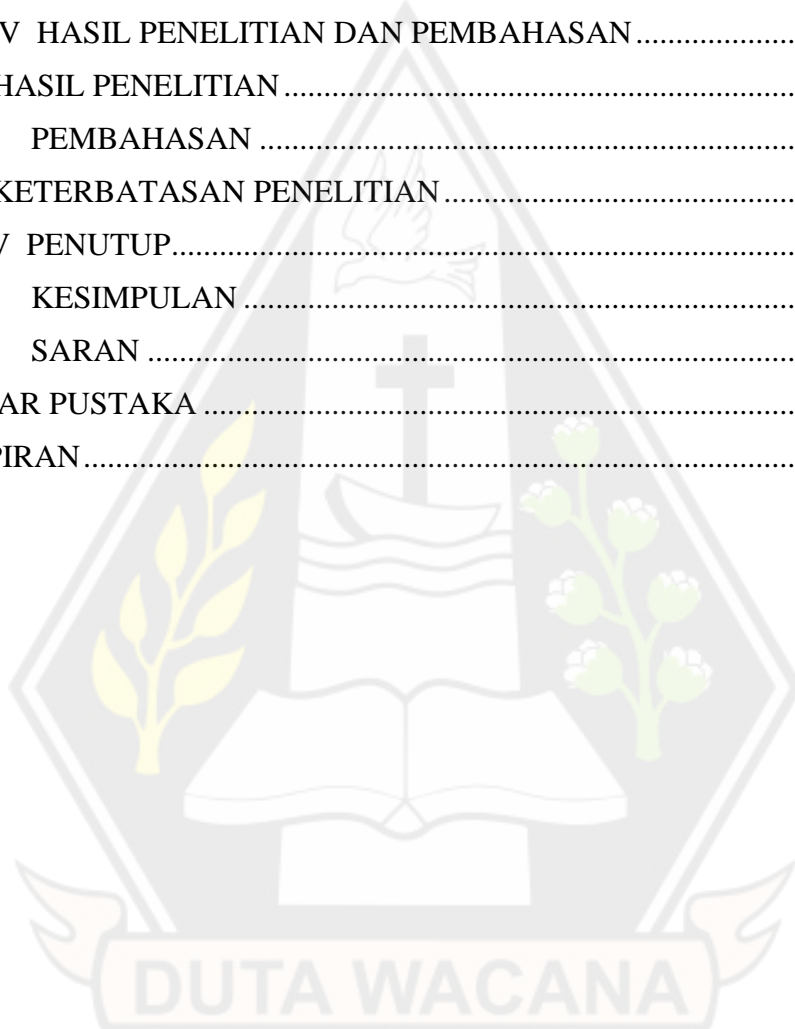 V HASIL PENELITIAN DAN PEMBAHASAN....................
HASIL PENELITIAN................................................................
PEMBAHASAN ...................................................................
KETERBATASAN PENELITIAN............................................
V PENUTUP..............................................................................
KESIMPULAN .....................................................................
SARAN .................................................................................
AR PUSTAKA ..........................................................................
PIRAN.........................................................................................
DUTA WACANA